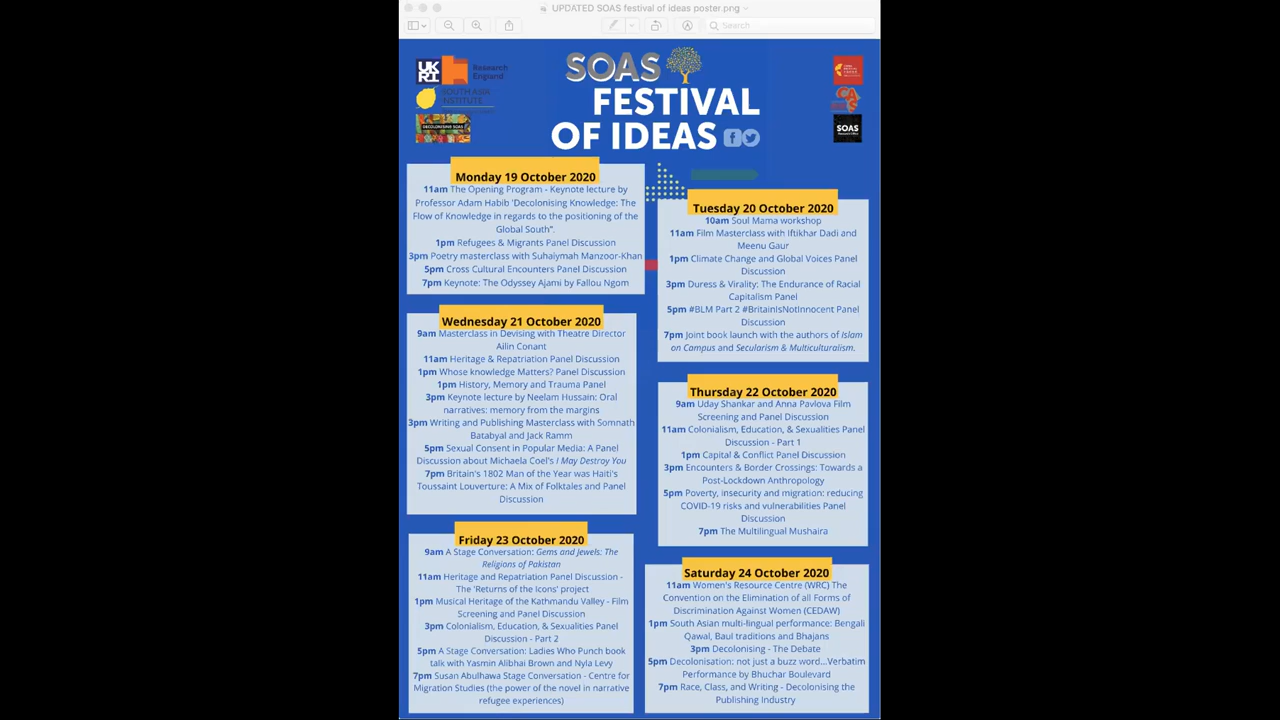 UPDATED SOAS festival of ideas poster.png
Search
UK
RI
Research
England
SOUTH ASIA
INSTITUTE
DECOLONISING SOAS
SOAS
FESTIVAL
OF IDEAS
SOAS
Monday 19 October 2020
11am The Opening Program - Keynote lecture by
Professor Adam Habib 'Decolonising Knowledge: The
Flow of Knowledge in regards to the positioning of the
Global South".
1pm Refugees & Migrants Panel Discussion
3pm Poetry masterclass with Suhaiymah Manzoor-Khan
5pm Cross Cultural Encounters Panel Discussion
7pm Keynote: The Odyssey Ajami by Fallou Ngom
Tuesday 20 October 2020
10am Soul Mama workshop
11am Film Masterclass with Iftikhar Dadi and
Meenu Gaur
1pm Climate Change and Global Voices Panel
Discussion
3pm Duress & Virality: The Endurance of Racial
Capitalism Panel
5pm #BLM Part 2 #BritainIsNotInnocent Panel
Discussion
7pm Joint book launch with the authors of Islam
on Campus and Secularism & Multiculturalism.
Wednesday 21 October 2020
9am Masterclass in Devising with Theatre Director
Ailin Conant
11am Heritage & Repatriation Panel Discussion
1pm Whose knowledge Matters? Panel Discussion
1pm History, Memory and Trauma Panel
3pm Keynote lecture by Neelam Hussain: Oral
narratives: memory from the margins
3pm Writing and Publishing Masterclass with Somnath
Batabyal and Jack Ramm
5pm Sexual Consent in Popular Media: A Panel
Discussion about Michaela Coel's I May Destroy You
7pm Britain's 1802 Man of the Year was Haiti's
Toussaint Louverture: A Mix of Folktales and Panel
Discussion
Thursday 22 October 2020
9am Uday Shankar and Anna Pavlova Film
Screening and Panel Discussion
11am Colonialism, Education, & Sexualities Panel
Discussion - Part 1
1pm Capital & Conflict Panel Discussion
3pm Encounters & Border Crossings: Towards a
Post-Lockdown Anthropology
5pm Poverty, insecurity and migration: reducing
COVID-19 risks and vulnerabilities Panel
Discussion
7pm The Multilingual Mushaira
Friday 23 October 2020
9am A Stage Conversation: Gems and Jewels: The
Religions of Pakistan
11am Heritage and Repatriation Panel Discussion -
The 'Returns of the Icons' project
1pm Musical Heritage of the Kathmandu Valley - Film
Screening and Panel Discussion
3pm Colonialism, Education, & Sexualities Panel
Discussion - Part 2
5pm A Stage Conversation: Ladies Who Punch book
talk with Yasmin Alibhai Brown and Nyla Levy
7pm Susan Abulhawa Stage Conversation - Centre for
Migration Studies (the power of the novel in narrative
refugee experiences)
Saturday 24 October 2020
11am Women's Resource Centre (WRC) The
Convention on the Elimination of all Forms of
Discrimination Against Women (CEDAW)
1pm South Asian multi-lingual performance: Bengali
Qawal, Baul traditions and Bhajans
3pm Decolonising - The Debate
5pm Decolonisation: not just a buzz word...Verbatim
Performance by Bhuchar Boulevard
7pm Race, Class, and Writing - Decolonising the
Publishing Industry